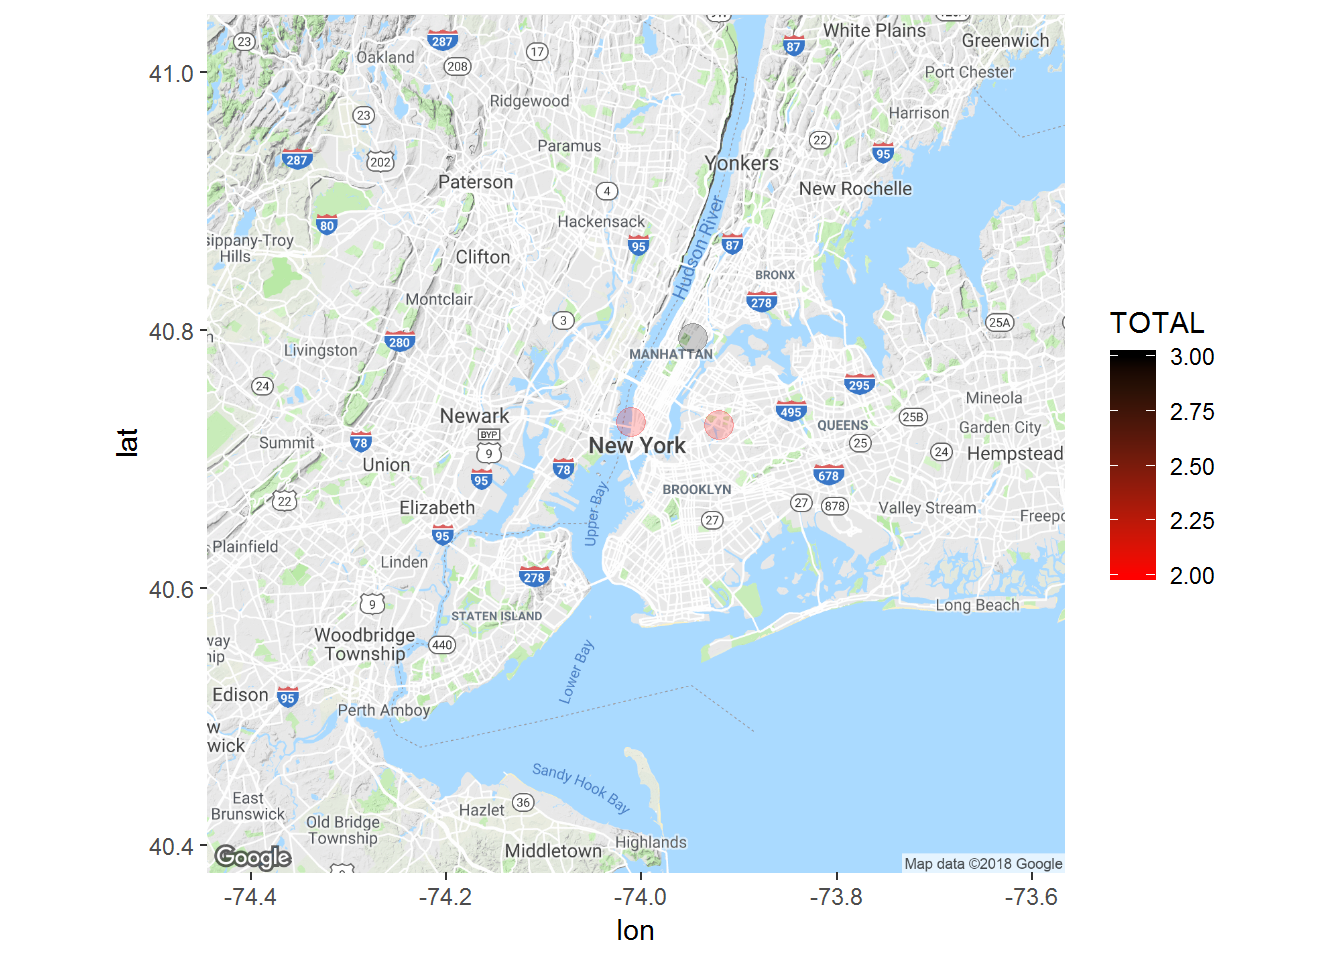 41.0
40.8
40.6
40.4
lat
-74.4
-74.2
-74.0
-73.8
-73.6
lon
TOTAL
3.00
2.75
2.50
2.25
2.00
23
Oakland
287
208
17
87
White Plains
Greenwich
Port Chester
Ridgewood
Harrison
23
287
202
Paramus
22
95
Yonkers
Paterson
4
New Rochelle
80
Hackensack
sippany-Troy
Hills
95
87
Hudson River
Clifton
BRONX
278
Montclair
3
25A
280
Livingston
MANHATTAN
24
295
Mineola
Newark
495
25B
Garden City
BYP
9
QUEENS
Summit
78
New York
25
24
Hempstead
Union
95
78
678
BROOKLYN
22
Elizabeth
27
27
878
Valley Stream
Freepo
Upper Bay
95
Plainfield
Linden
278
9
STATEN ISLAND
Long Beach
way
Woodbridge
Township
440
Lower Bay
Edison
95
Perth Amboy
w
wick
Sandy Hook Bay
East
Brunswick
36
Hazlet
Old Bridge
Township
Middletown
Highlands
Google
Map data ©2018 Google